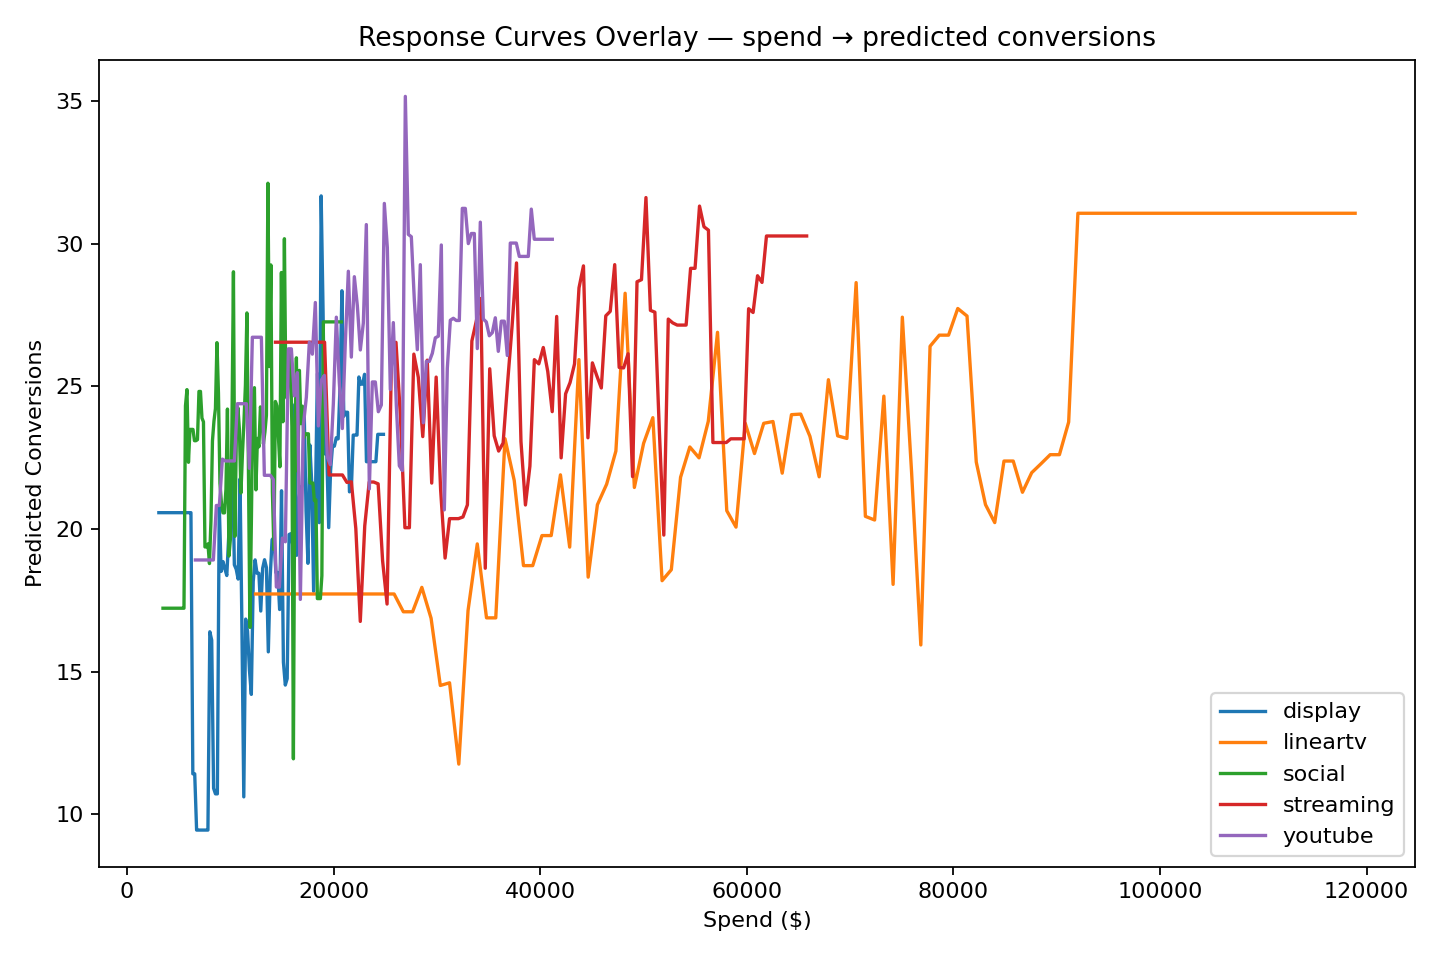 Response Curves Overlay — spend → predicted conversions
Predicted Conversions
35
30
25
20
15
10
0
20000
40000
60000
80000
100000
120000
Spend ($)
display
lineartv
social
streaming
youtube